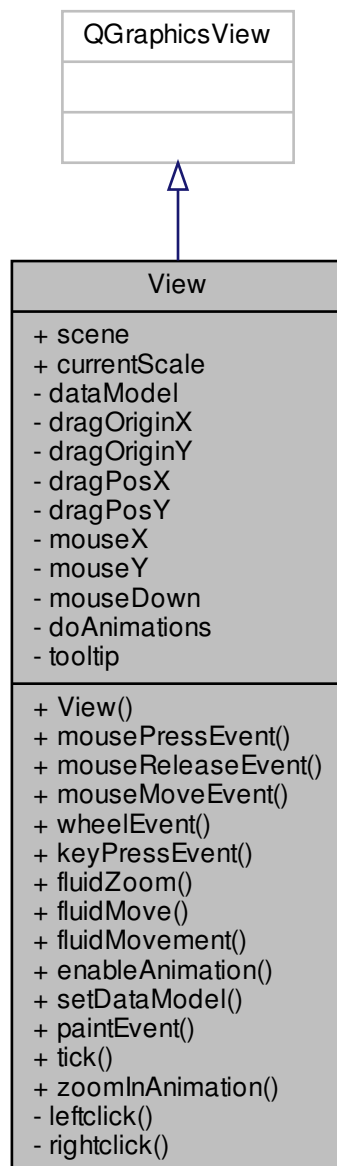 QGraphicsView
View
+ scene
+ currentScale
- dataModel
- dragOriginX
- dragOriginY
- dragPosX
- dragPosY
- mouseX
- mouseY
- mouseDown
- doAnimations
- tooltip
+ View()
+ mousePressEvent()
+ mouseReleaseEvent()
+ mouseMoveEvent()
+ wheelEvent()
+ keyPressEvent()
+ fluidZoom()
+ fluidMove()
+ fluidMovement()
+ enableAnimation()
+ setDataModel()
+ paintEvent()
+ tick()
+ zoomInAnimation()
- leftclick()
- rightclick()